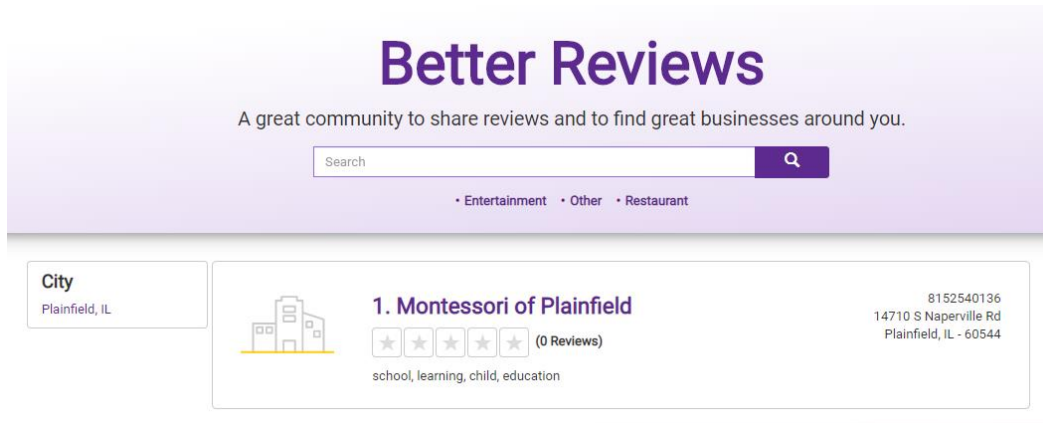 Better Reviews
A great community to share reviews and to find great businesses around you.
Search
• Entertainment • Other • Restaurant
City
Plainfield, IL
1. Montessori of Plainfield
(0 Reviews)
school, learning, child, education
8152540136
14710 S Naperville Rd
Plainfield, IL - 60544